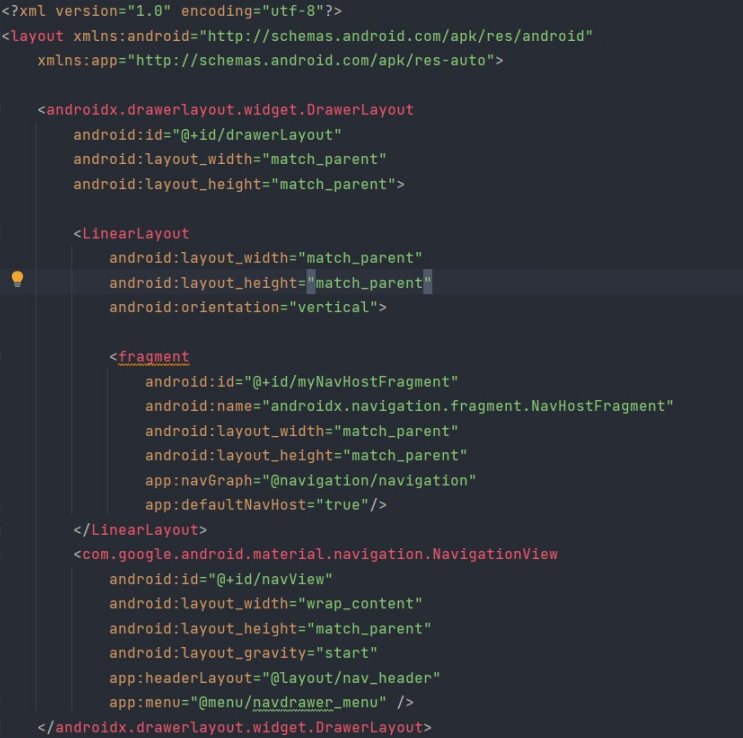 <?xml version="1.0" encoding="utf-8"?>
<layout xmlns:android="http://schemas.android.com/apk/res/android"
    xmlns:app="http://schemas.android.com/apk/res-auto">

    <androidx.drawerlayout.widget.DrawerLayout
        android:id="@+id/drawerLayout"
        android:layout_width="match_parent"
        android:layout_height="match_parent">

        <LinearLayout
            android:layout_width="match_parent"
            android:layout_height="match_parent"
            android:orientation="vertical">

            <fragment
                android:id="@+id/myNavHostFragment"
                android:name="androidx.navigation.fragment.NavHostFragment"
                android:layout_width="match_parent"
                android:layout_height="match_parent"
                app:navGraph="@navigation/navigation"
                app:defaultNavHost="true"/>
        </LinearLayout>
        <com.google.android.material.navigation.NavigationView
            android:id="@+id/navView"
            android:layout_width="wrap_content"
            android:layout_height="match_parent"
            android:layout_gravity="start"
            app:headerLayout="@layout/nav_header"
            app:menu="@menu/navdrawer_menu" />
    </androidx.drawerlayout.widget.DrawerLayout>